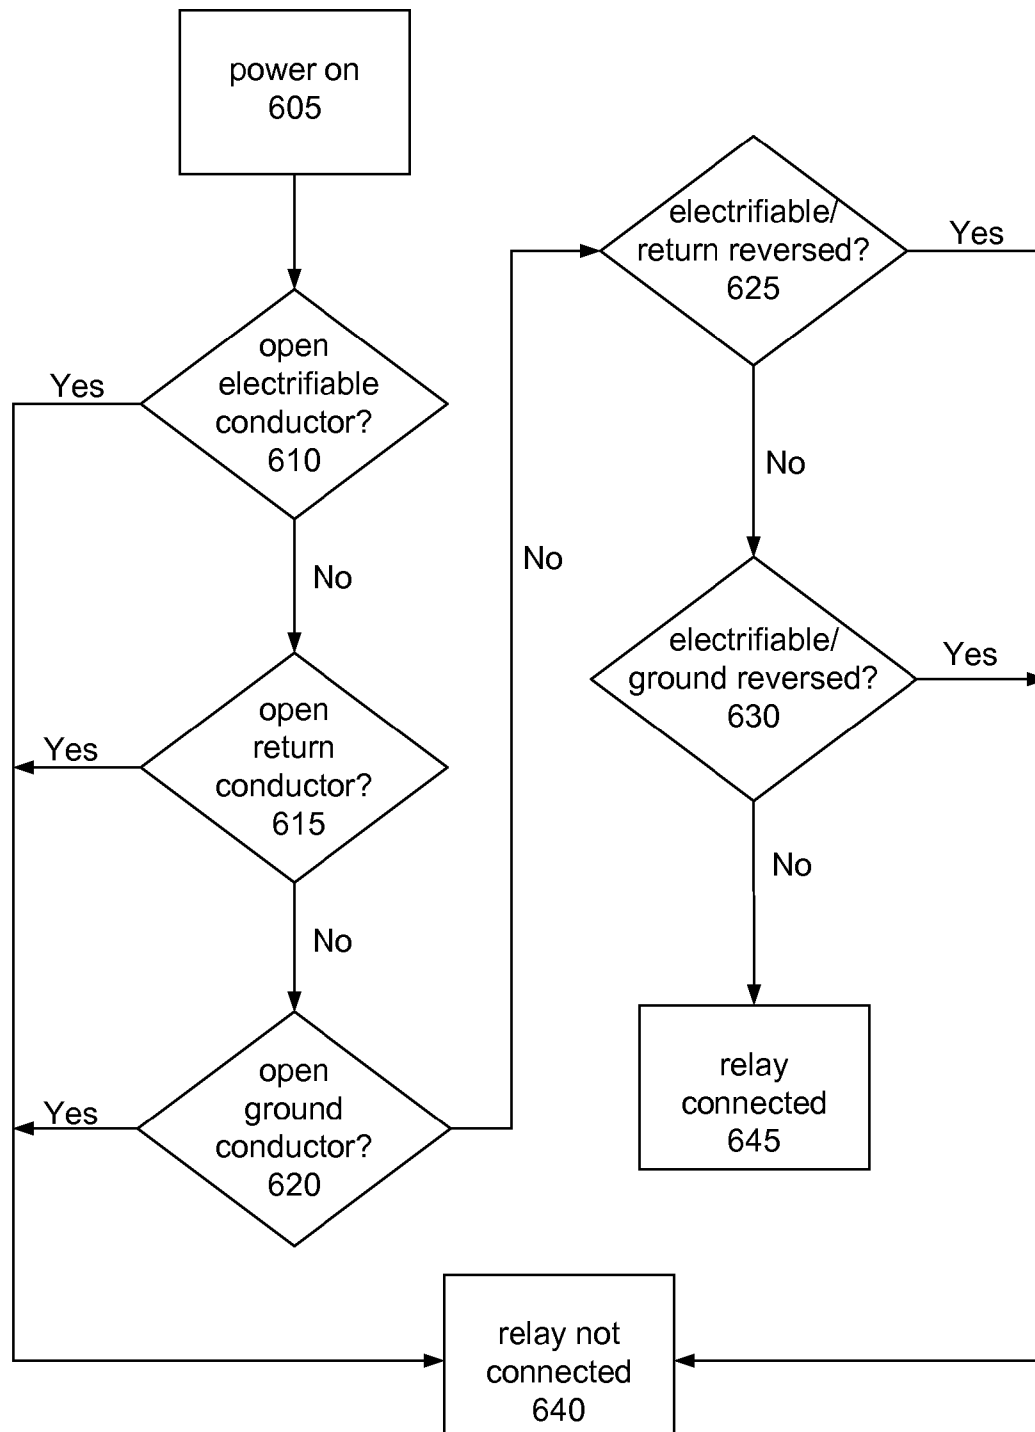 power on
605
open
electrifiable
conductor?
610
Yes
No
open
return
conductor?
615
Yes
No
open
ground
conductor?
620
Yes
No
electrifiable/
return reversed?
625
Yes
No
electrifiable/
ground reversed?
630
Yes
No
relay
connected
645
relay not
connected
640